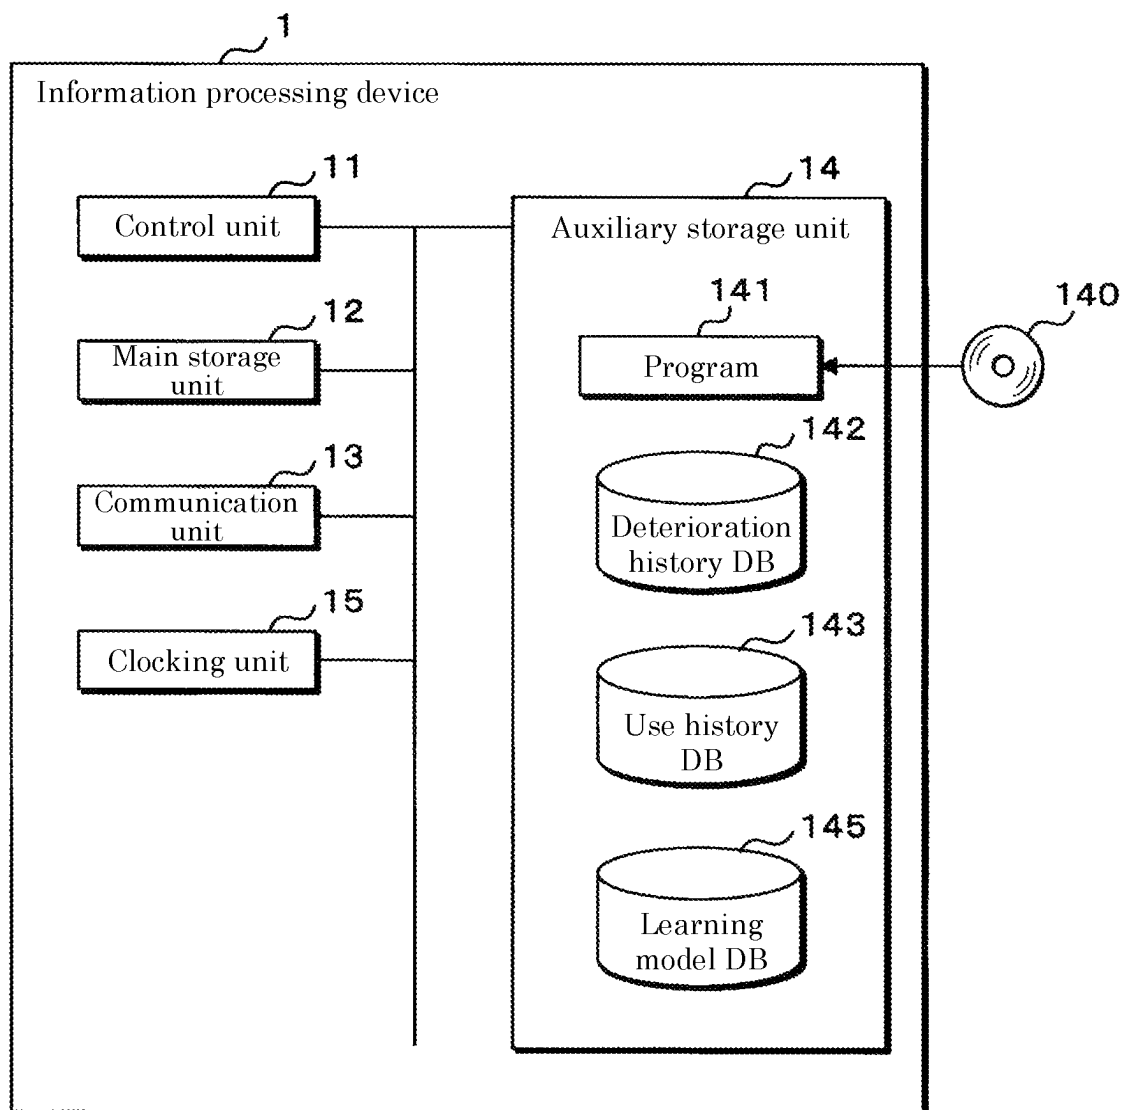 1
Information processing device
11
Control unit
12
Main storage
unit
13
Communication
unit
15
Clocking unit
14
Auxiliary storage unit
141
Program
140
142
Deterioration
history DB
143
Use history
DB
145
Learning
model DB